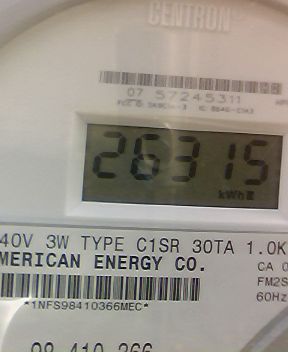 CENTRON
07 57245311
26315
kWh
40V 3W TYPE C1SR 30TA 1.0K
MERICAN ENERGY CO.
CA 0
FM2S
60Hz
*1NFS98410366MEC*
98 410 366